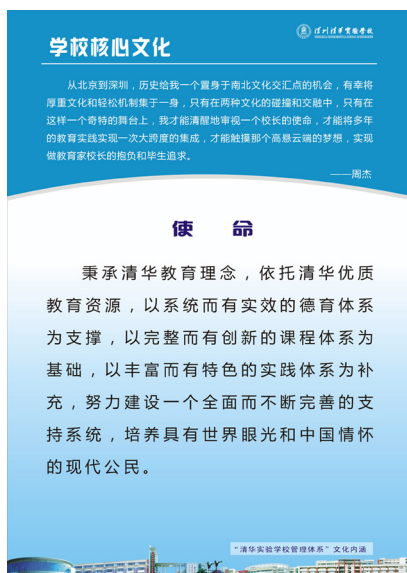 深圳清华实验学校
学校核心文化
从北京到深圳，历史给我一个置身于南北文化交汇点的机会，有幸将
厚重文化和轻松机制集于一身，只有在两种文化的碰撞和交融中，只有在
这样一个奇特的舞台上，我才能清醒地审视一个校长的使命，才能将多年
的教育实践实现一次大跨度的集成，才能触摸那个高悬云端的梦想，实现
做教育家校长的抱负和毕生追求。
——周杰
使 命
秉承清华教育理念，依托清华优质
教育资源，以系统而有实效的德育体系
为支撑，以完整而有创新的课程体系为
基础，以丰富而有特色的实践体系为补
充，努力建设一个全面而不断完善的支
持系统，培养具有世界眼光和中国情怀
的现代公民。
“清华实验学校管理体系”文化内涵